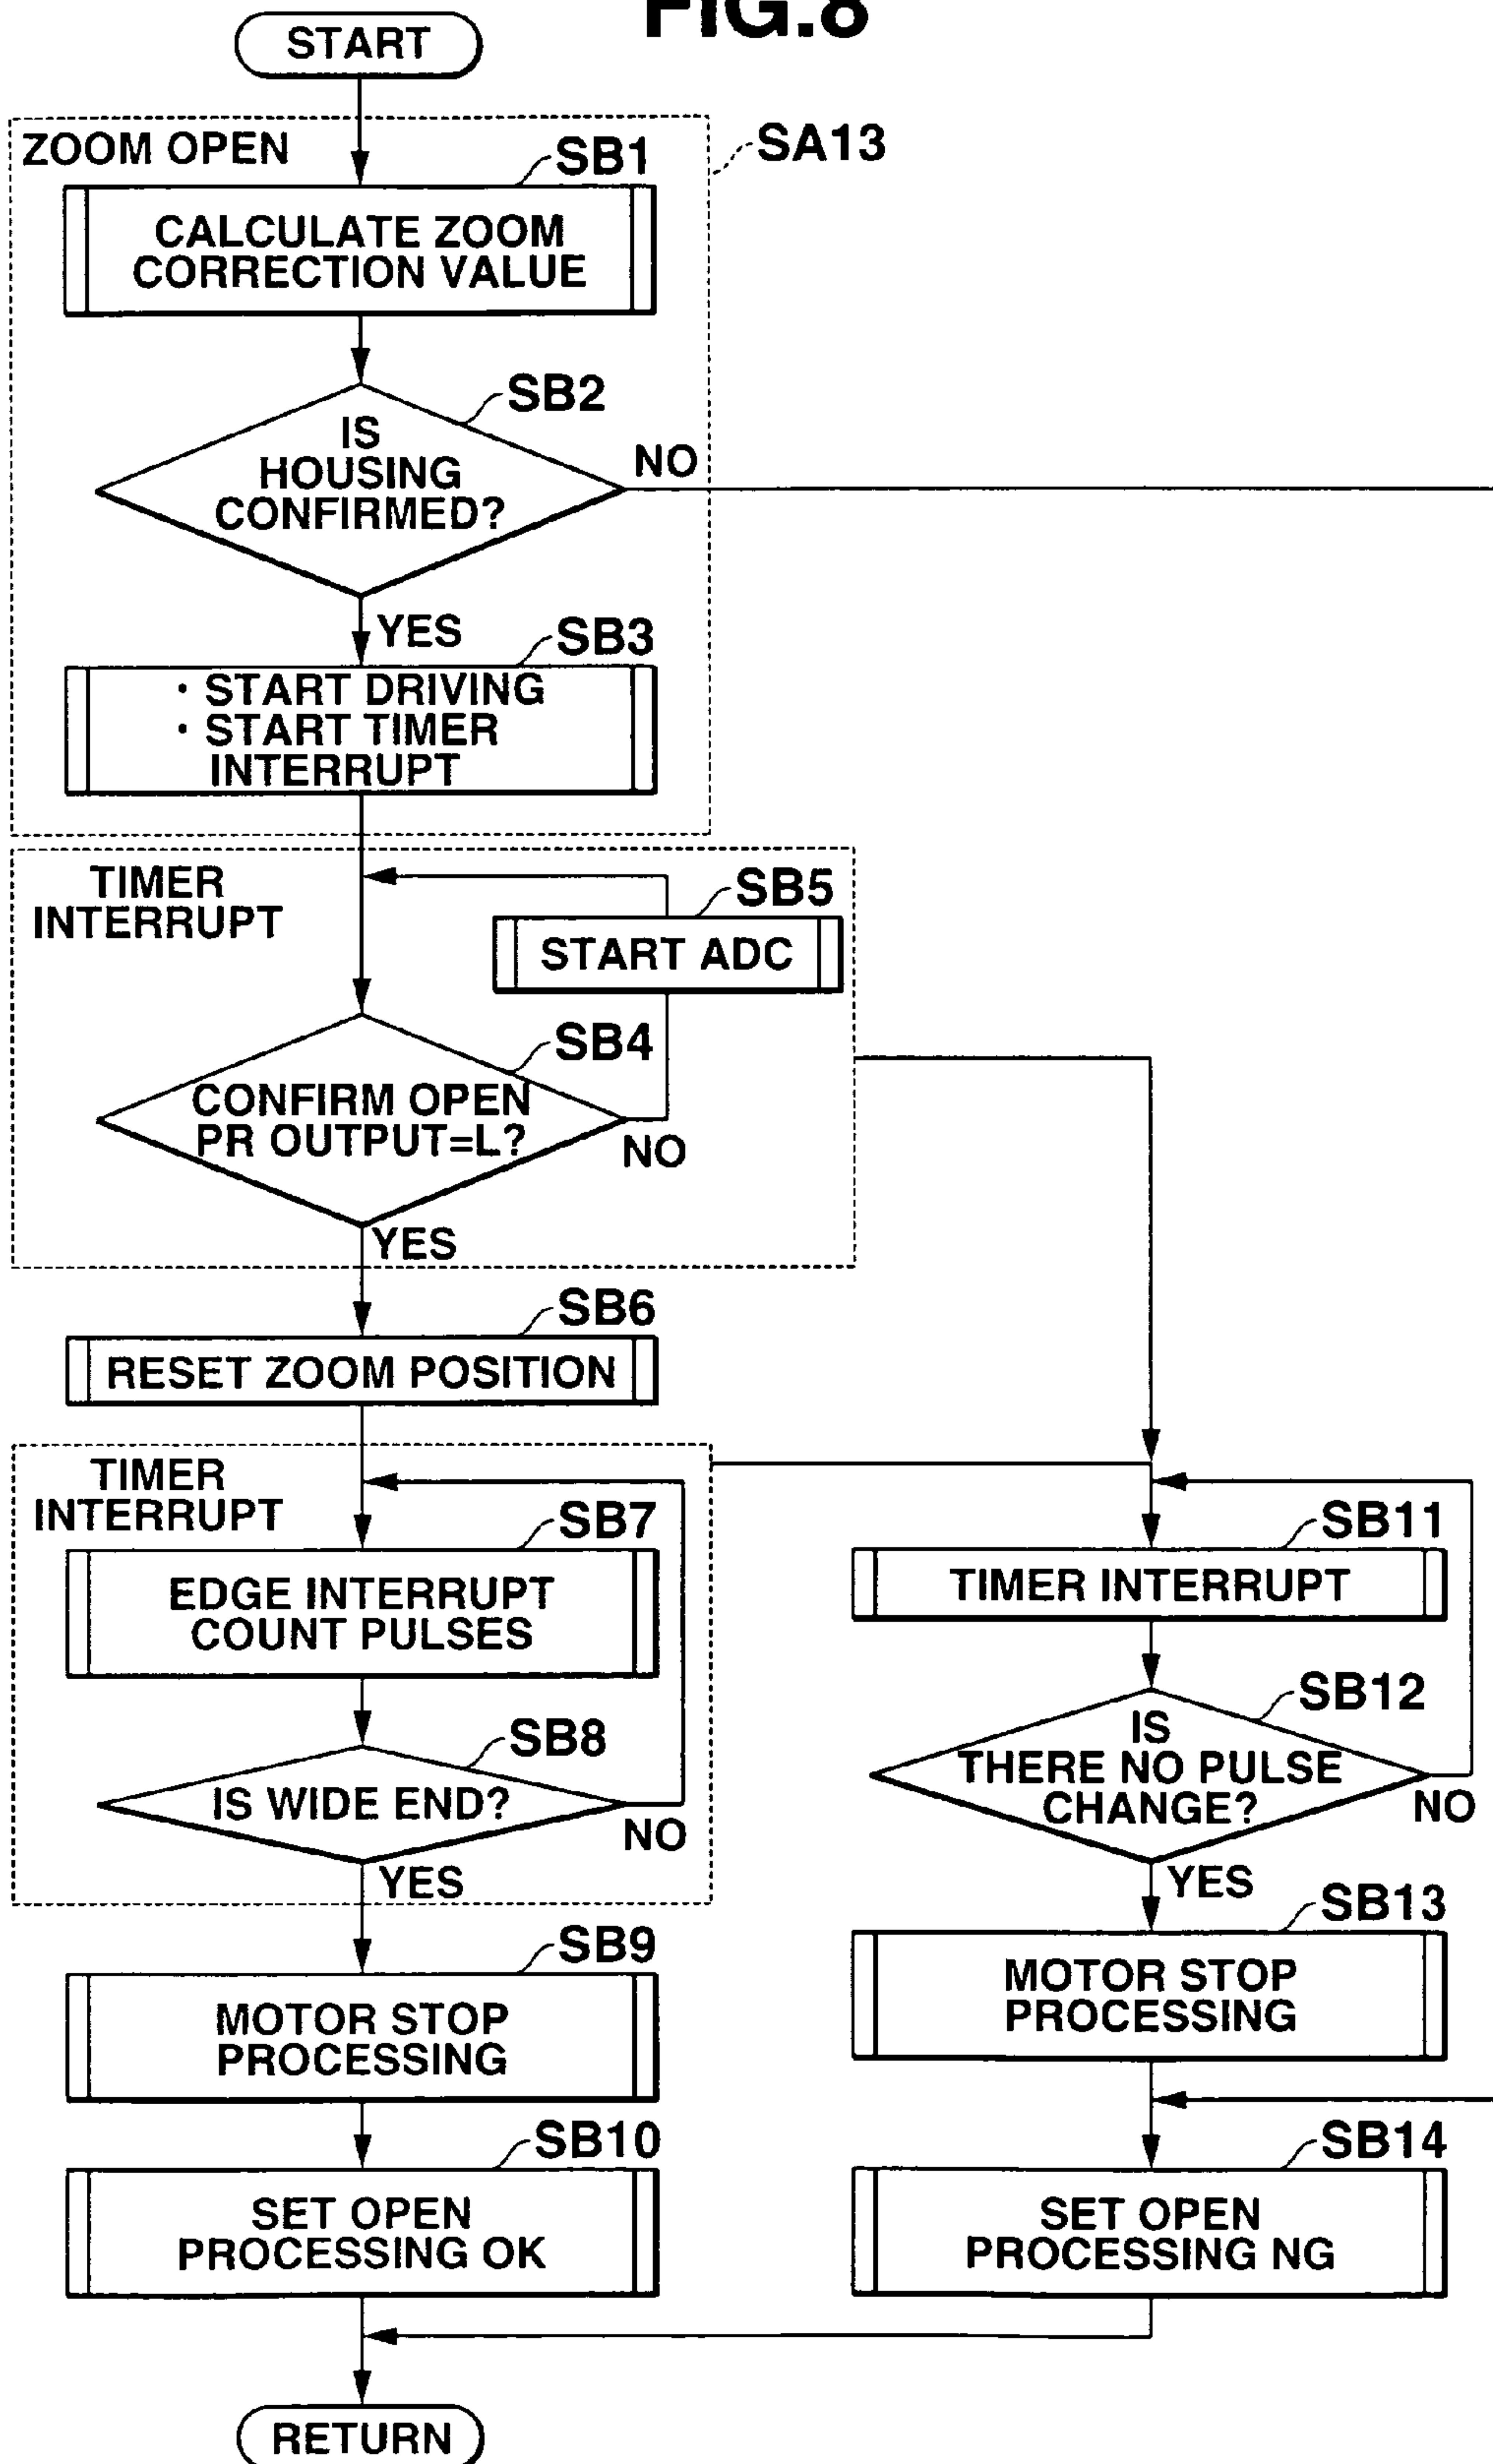 FIG.8
START
ZOOM OPEN
SA13
SB1
CALCULATE ZOOM
CORRECTION VALUE
SB2
IS
HOUSING
CONFIRMED?
NO
YES
SB3
· START DRIVING
· START TIMER
INTERRUPT
TIMER
INTERRUPT
SB5
START ADC
SB4
CONFIRM OPEN
PR OUTPUT=L?
NO
YES
SB6
RESET ZOOM POSITION
TIMER
INTERRUPT
SB7
EDGE INTERRUPT
COUNT PULSES
SB8
IS WIDE END?
NO
YES
SB9
MOTOR STOP
PROCESSING
SB10
SET OPEN
PROCESSING OK
SB11
TIMER INTERRUPT
SB12
IS
THERE NO PULSE
CHANGE?
NO
YES
SB13
MOTOR STOP
PROCESSING
SB14
SET OPEN
PROCESSING NG
RETURN